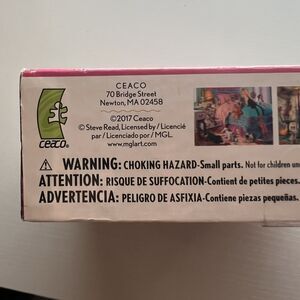 CEACO
70 Bridge Street
Newton, MA 02458
©2017 Ceaco
© Steve Read, Licensed by / Licencié
par / Licenciado por / MGL.
www.mglart.com
ceaco®
WARNING: CHOKING HAZARD-Small parts. Not for children un
ATTENTION: RISQUE DE SUFFOCATION-Contient de petites pieces.
ADVERTENCIA: PELIGRO DE ASFIXIA-Contiene piezas pequeñas.